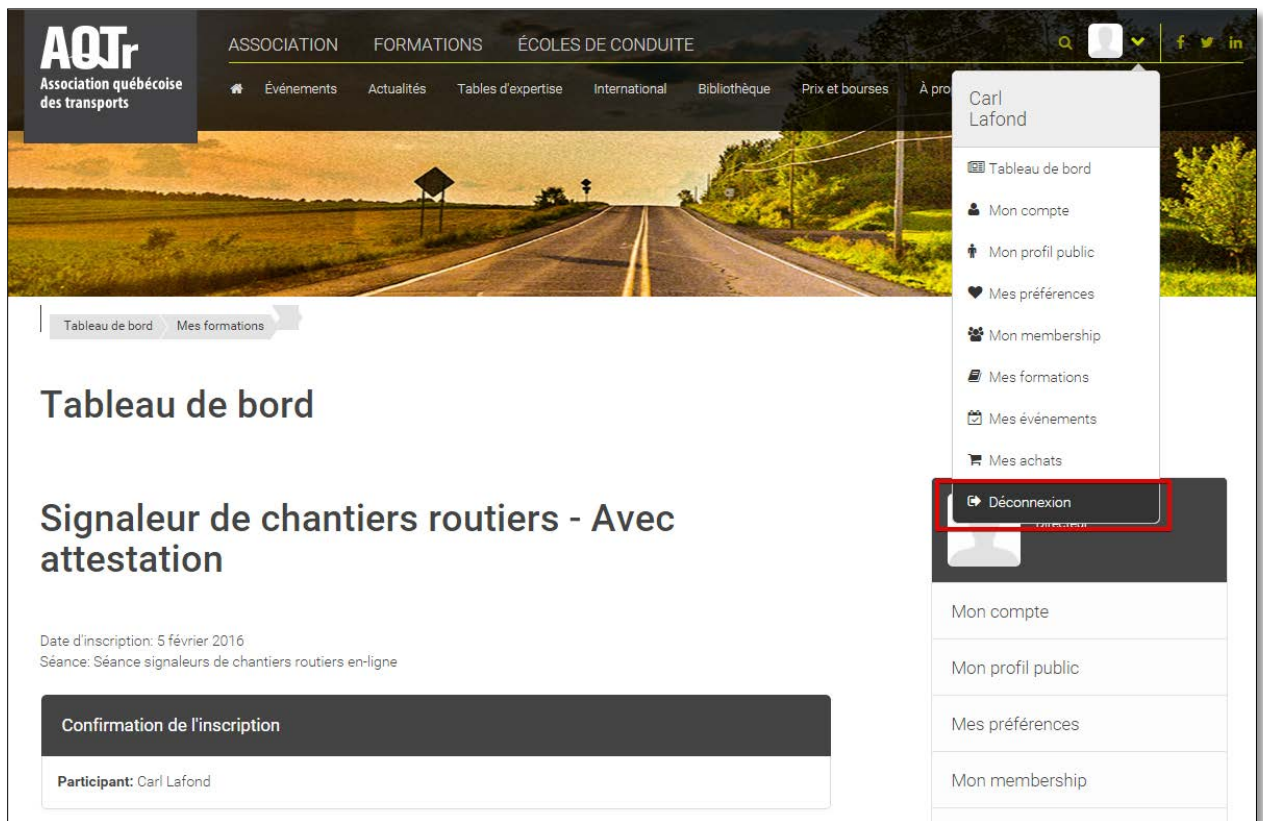 AQTr
Association québécoise
des transports
ASSOCIATION FORMATIONS ÉCOLES DE CONDUITE
f in
Événements Actualités Tables d'expertise International Bibliothèque Prix et bourses À pro
Carl
Lafond
Tableau de bord
Mon compte
Mon profil public
Mes préférences
Mon membership
Mes formations
Mes événements
Mes achats
Déconnexion
Tableau de bord Mes formations
Tableau de bord
Signaleur de chantiers routiers - Avec
attestation
Date d'inscription: 5 février 2016
Séance: Séance signaleurs de chantiers routiers en-ligne
Confirmation de l'inscription
Participant: Carl Lafond
Directeur
Mon compte
Mon profil public
Mes préférences
Mon membership